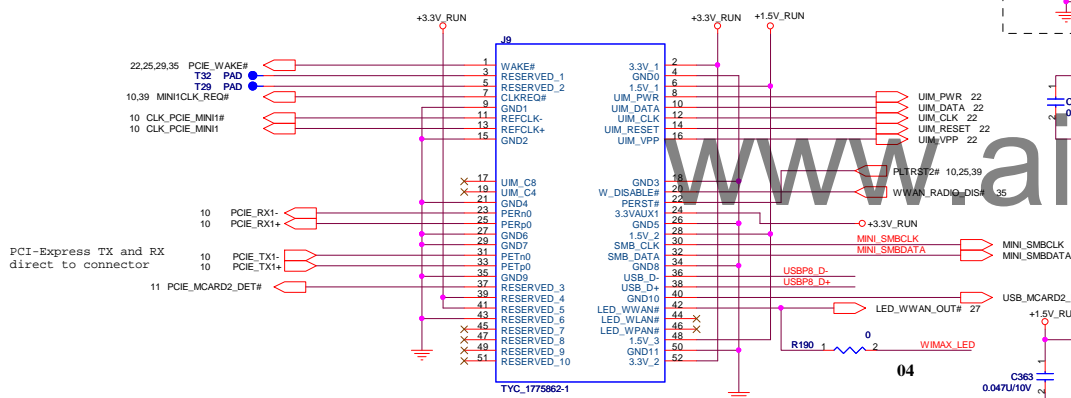 +3.3V_RUN
+3.3V_RUN
+1.5V_RUN
J9
22,25,29,35 PCIE_WAKE#
T32 PAD
T29 PAD
10,39 MINI1CLK_REQ#
10 CLK_PCIE_MINI1#
10 CLK_PCIE_MINI1
1 WAKE# 3.3V_1 2
3 RESERVED_1 GND0 4
5 RESERVED_2 1.5V_1 6
7 CLKREQ# UIM_PWR 8 UIM_PWR 22
9 GND1 UIM_DATA 10 UIM_DATA 22
11 REFCLK- UIM_CLK 12 UIM_CLK 22
13 REFCLK+ UIM_RESET 14 UIM_RESET 22
15 GND2 UIM_VPP 16 UIM_VPP 22
www.ai
17 UIM_C8 GND3 18 PLTRST2# 10,25,39
19 UIM_C4 W_DISABLE# 20 WWAN_RADIO_DIS# 35
21 GND4 PERST# 22
10 PCIE_RX1- 23 PERn0 3.3VAUX1 24 +3.3V_RUN
10 PCIE_RX1+ 25 PERp0 GND5 26
27 GND6 1.5V_2 28
29 GND7 SMB_CLK 30 MINI_SMBCLK MINI_SMBCLK
PCI-Express TX and RX
direct to connector
10 PCIE_TX1- 31 PETn0 SMB_DATA 32 MINI_SMBDATA MINI_SMBDATA
10 PCIE_TX1+ 33 PETp0 GND8 34
35 GND9 USB_D- 36 USBP8_D-
11 PCIE_MCARD2_DET# 37 RESERVED_3 USB_D+ 38 USBP8_D+
39 RESERVED_4 GND10 40 USB_MCARD2_
41 RESERVED_5 LED_WWAN# 42 LED_WWAN_OUT# 27
43 RESERVED_6 LED_WLAN# 44
45 RESERVED_7 LED_WPAN# 46
47 RESERVED_8 1.5V_3 48
49 RESERVED_9 GND11 50
51 RESERVED_10 3.3V_2 52
TYC_1775862-1
R190 1 0 2 WIMAX_LED
04
+1.5V_RUN
1
2
1
C363
0.047U/10V
2